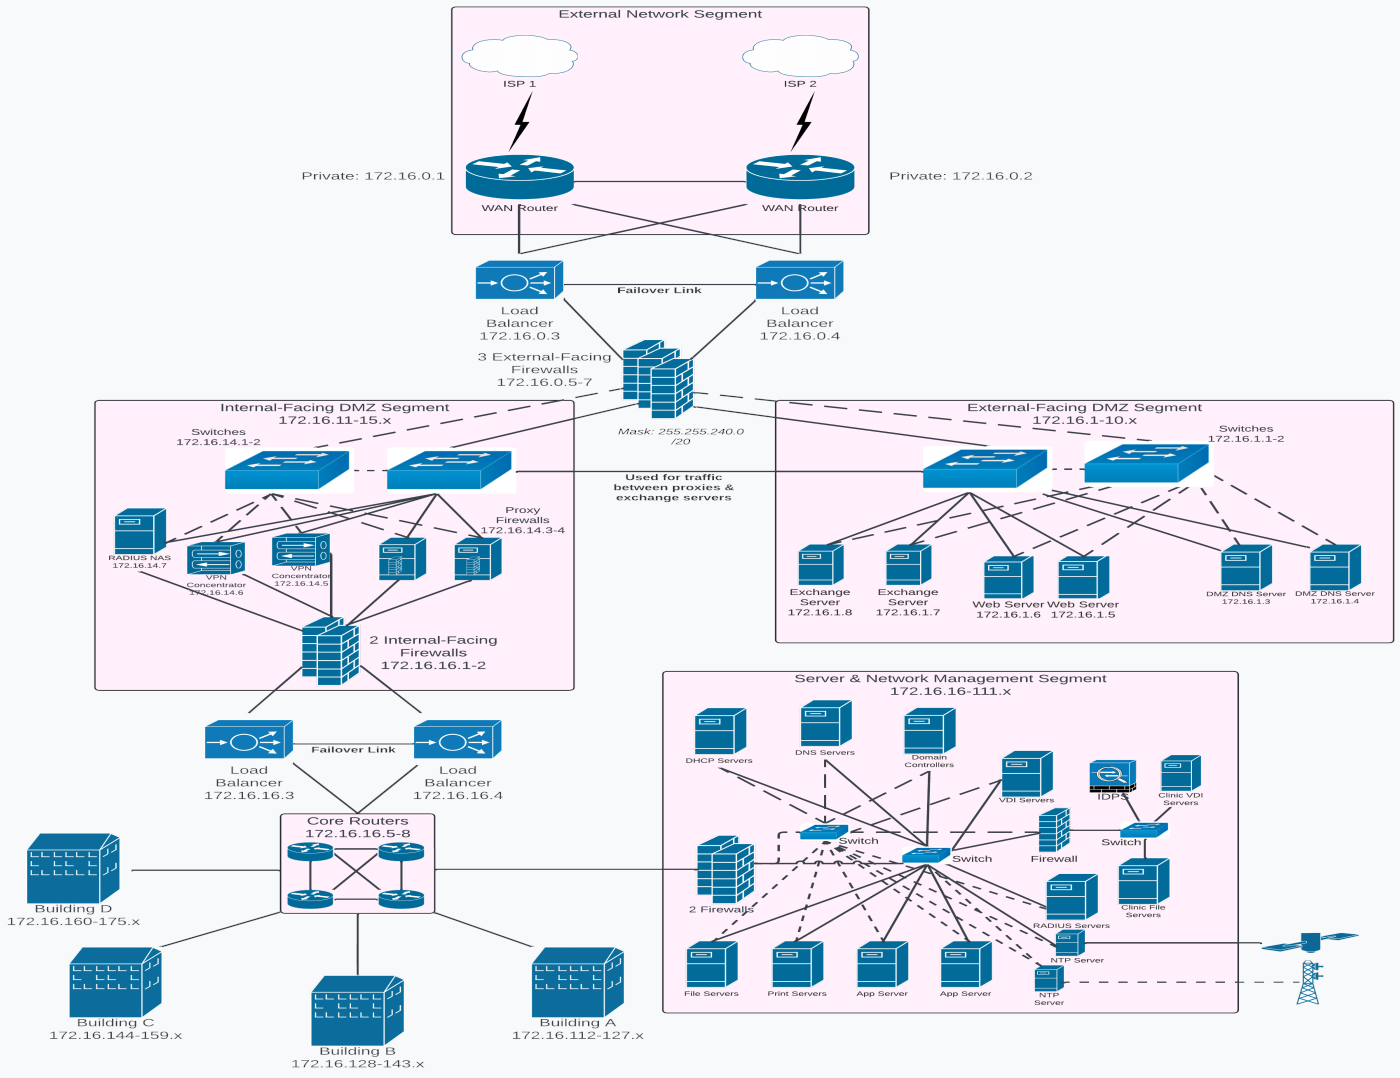 External Network Segment
ISP 1
ISP 2
Private: 172.16.0.1
Private: 172.16.0.2
WAN Router
WAN Router
Failover Link
Load
Balancer
172.16.0.3
Load
Balancer
172.16.0.4
3 External-Facing
Firewalls
172.16.0.5-7
Mask: 255.255.240.0
/20
Internal-Facing DMZ Segment
172.16.11-15.x
Switches
172.16.14.1-2
Proxy
Firewalls
172.16.14.3-4
RADIUS NAS
172.16.14.7
VPN
Concentrator
172.16.14.6
VPN
Concentrator
172.16.14.5
2 Internal-Facing
Firewalls
172.16.16.1-2
Used for traffic
between proxies &
exchange servers
External-Facing DMZ Segment
172.16.1-10.x
Switches
172.16.1.1-2
Exchange
Server
172.16.1.8
Exchange
Server
172.16.1.7
Web Server
172.16.1.6
Web Server
172.16.1.5
DMZ DNS Server
172.16.1.3
DMZ DNS Server
172.16.1.4
Failover Link
Load
Balancer
172.16.16.3
Load
Balancer
172.16.16.4
Core Routers
172.16.16.5-8
Building D
172.16.160-175.x
Building C
172.16.144-159.x
Building B
172.16.128-143.x
Building A
172.16.112-127.x
Server & Network Management Segment
172.16.16-111.x
DHCP Servers
DNS Servers
Domain
Controllers
VDI Servers
IDPS
Clinic VDI
Servers
Switch
Switch
Firewall
Switch
2 Firewalls
Clinic File
Servers
RADIUS Servers
NTP Server
File Servers
Print Servers
App Server
App Server
NTP
Server